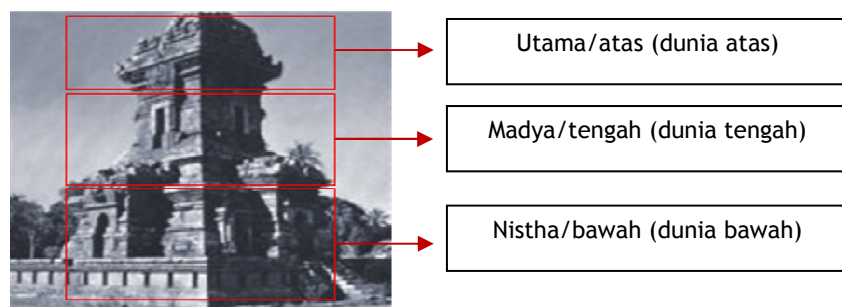 Utama/atas (dunia atas)
Madya/tengah (dunia tengah)
Nistha/bawah (dunia bawah)